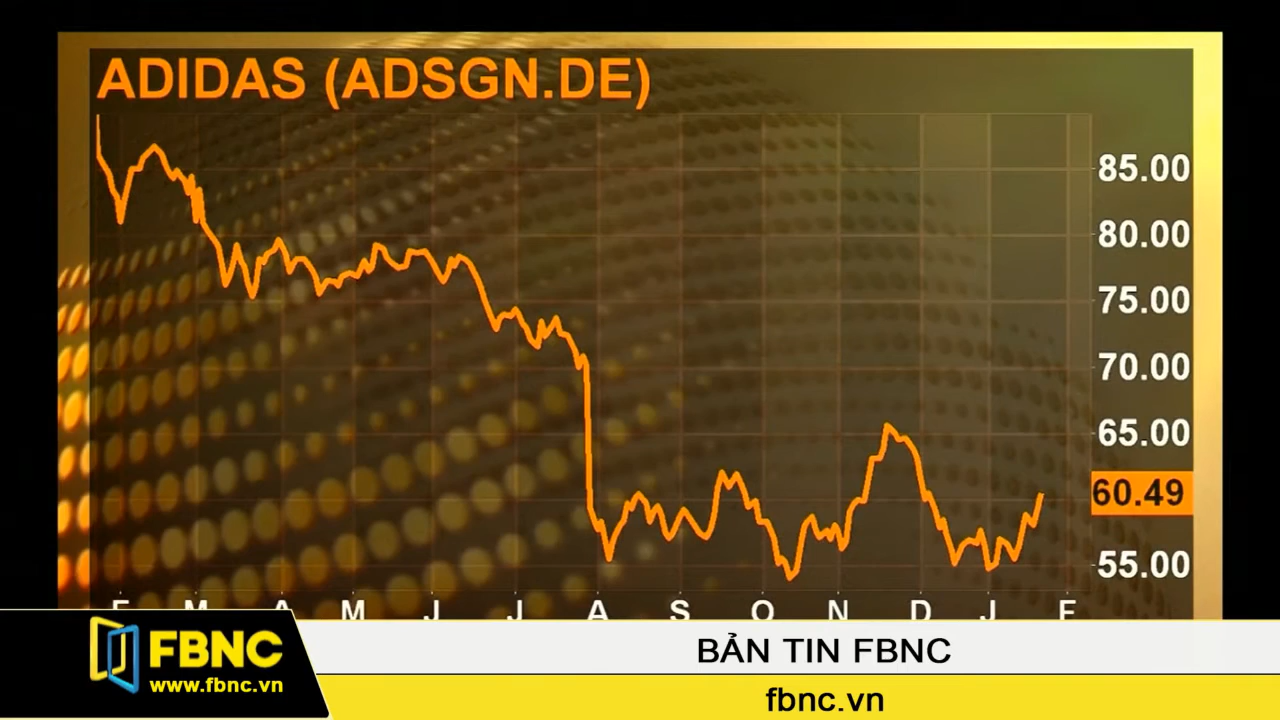 ADIDAS (ADSGN.DE)
85.00
80.00
75.00
70.00
65.00
60.49
55.00
F M A M J J A S O N D J F
FBNC
www.fbnc.vn
BẢN TIN FBNC
fbnc.vn